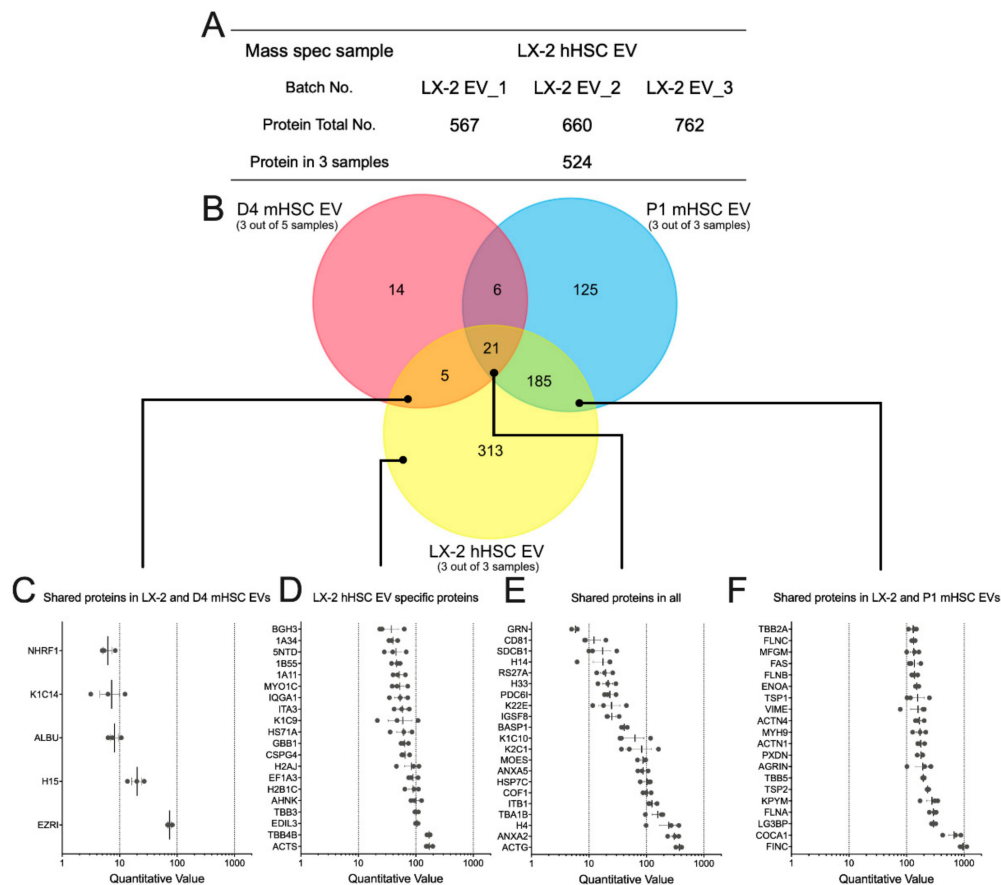 A
Mass spec sample LX-2 hHSC EV
Batch No. LX-2 EV_1 LX-2 EV_2 LX-2 EV_3
Protein Total No. 567 660 762
Protein in 3 samples 524
B
D4 mHSC EV
(3 out of 5 samples)
P1 mHSC EV
(3 out of 3 samples)
14 6 125
21
5 185
313
LX-2 hHSC EV
(3 out of 3 samples)
C Shared proteins in LX-2 and D4 mHSC EVs
NHRF1
K1C14
ALBU
H15
EZRI
1 10 100 1000
Quantitative Value
D LX-2 hHSC EV specific proteins
BGH3
1A34
5NTD
1B55
1A11
MYO1C
IQGA1
ITA3
K1C9
HS71A
GBB1
CSPG4
H2AJ
EF1A3
H2B1C
AHNK
TBB3
EDIL3
TBB4B
ACTS
1 10 100 1000
Quantitative Value
E Shared proteins in all
GRN
CD81
SDCB1
H14
RS27A
H33
PDC6I
K22E
IGSF8
BASP1
K1C10
K2C1
MOES
ANXA5
HSP7C
COF1
ITB1
TBA1B
H4
ANXA2
ACTG
1 10 100 1000
Quantitative Value
F Shared proteins in LX-2 and P1 mHSC EVs
TBB2A
FLNC
MFGM
FAS
FLNB
ENOA
TSP1
VIME
ACTN4
MYH9
ACTN1
PXDN
AGRIN
TBB5
TSP2
KPYM
FLNA
LG3BP
COCA1
FINC
1 10 100 1000
Quantitative Value